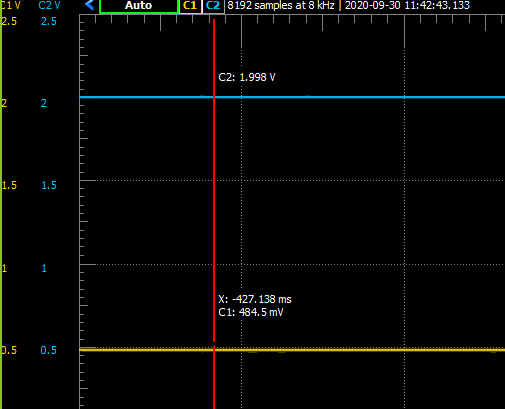 C1 V C2 V Auto C1 C2 8192 samples at 8 kHz | 2020-09-30 11:42:43.133
2.5 2.5
C2: 1.998 V
2 2
1.5 1.5
1 1
X: -427.138 ms
C1: 484.5 mV
0.5 0.5